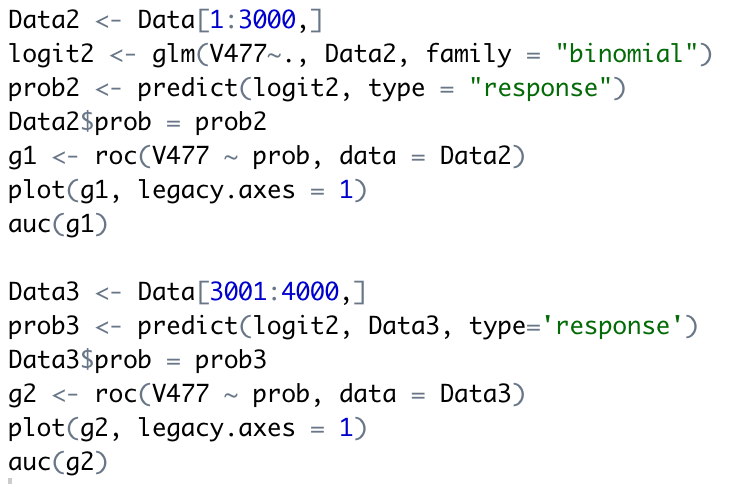 Data2 <- Data[1:3000,]
logit2 <- glm(V477~., Data2, family = "binomial")
prob2 <- predict(logit2, type = "response")
Data2$prob = prob2
g1 <- roc(V477 ~ prob, data = Data2)
plot(g1, legacy.axes = 1)
auc(g1)

Data3 <- Data[3001:4000,]
prob3 <- predict(logit2, Data3, type='response')
Data3$prob = prob3
g2 <- roc(V477 ~ prob, data = Data3)
plot(g2, legacy.axes = 1)
auc(g2)